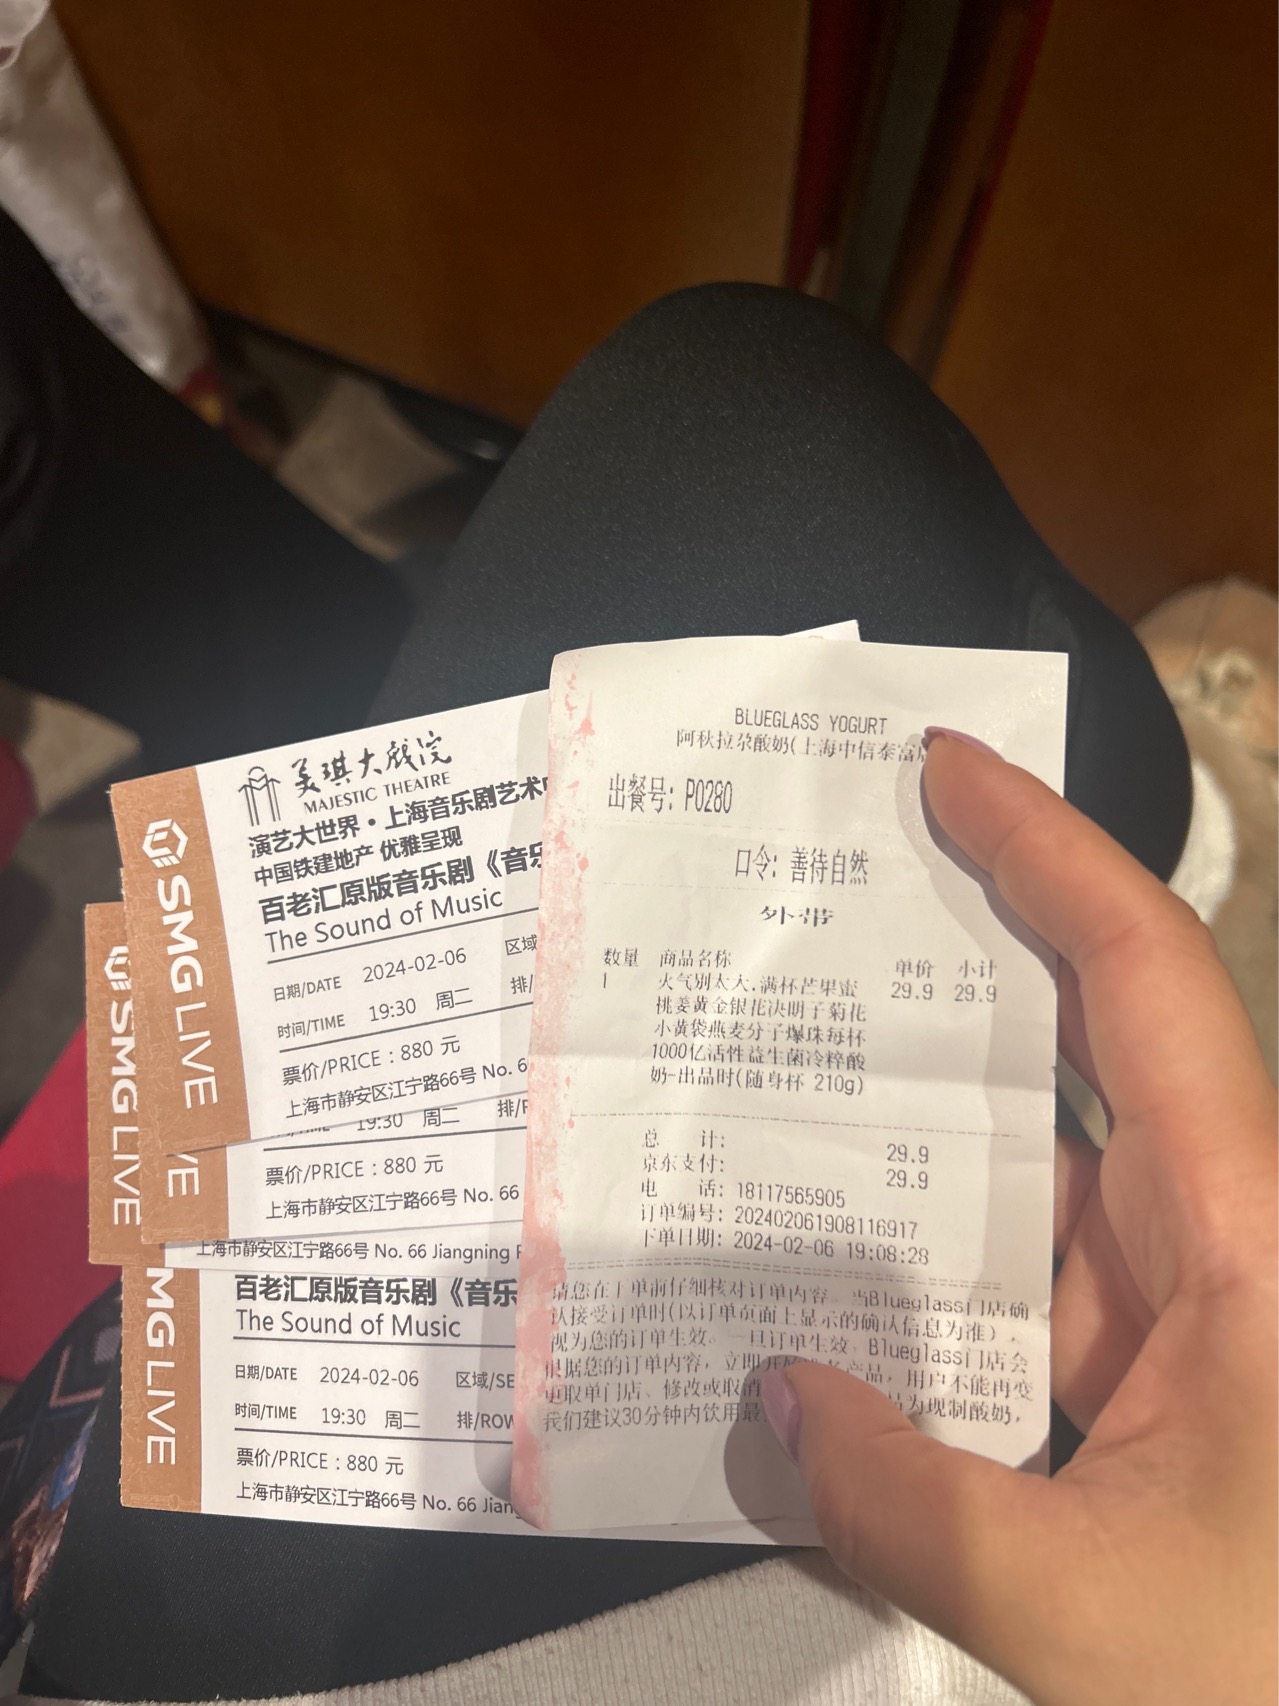 美琪大戏院
MAJESTIC THEATRE
演艺大世界·上海音乐剧艺术
中国铁建地产 优雅呈现
百老汇原版音乐剧《音乐
The Sound of Music
日期/DATE 2024-02-06 区域
时间/TIME 19:30 周二 排/
票价/PRICE：880 元
上海市静安区江宁路66号 No. 6
SMG LIVE
19:30 周二 排/R
票价/PRICE：880 元
上海市静安区江宁路66号 No. 66
SMG LIVE
上海市静安区江宁路66号 No. 66 Jiangning R
百老汇原版音乐剧《音乐
The Sound of Music
日期/DATE 2024-02-06 区域/SE
时间/TIME 19:30 周二 排/ROW
票价/PRICE：880 元
上海市静安区江宁路66号 No. 66 Jiang
MG LIVE
VE
BLUEGLASS YOGURT
阿秋拉尕酸奶(上海中信泰富
出餐号: P0280
口令: 善待自然
外带
数量 商品名称 单价 小计
1 火气别太大,满杯芒果蜜 29.9 29.9
桃姜黄金银花决明子菊花
小黄袋燕麦分子爆珠每杯
1000亿活性益生菌冷粹酸
奶-出品时(随身杯 210g)
总 计: 29.9
京东支付: 29.9
电 话: 18117565905
订单编号: 202402061908116917
下单日期: 2024-02-06 19:08:28
请您在下单前仔细核对订单内容。当Blueglass门店确
认接受订单时(以订单页面上显示的确认信息为准),
视为您的订单生效。一旦订单生效, Blueglass门店会
根据您的订单内容, 立即开 产品, 用户不能再变
更取单门店、修改或取消 品为现制酸奶,
我们建议30分钟内饮用最